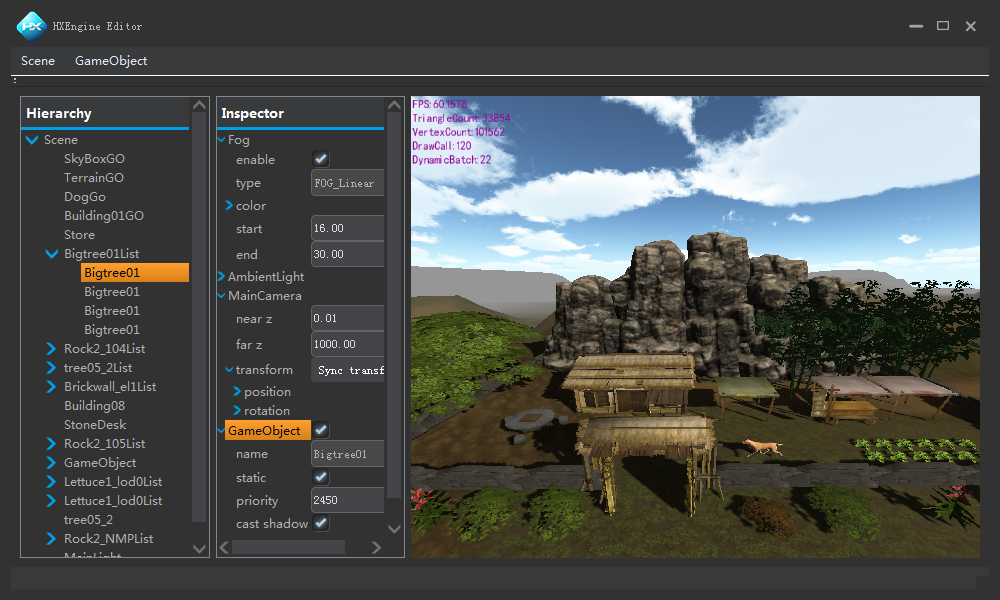 HX HXEngine Editor
Scene GameObject
Hierarchy
Scene
SkyBoxGO
TerrainGO
DogGo
Building01GO
Store
Bigtree01List
Bigtree01
Bigtree01
Bigtree01
Bigtree01
Rock2_104List
tree05_2List
Brickwall_el1List
Building08
StoneDesk
Rock2_105List
GameObject
Lettuce1_lod0List
Lettuce1_lod0List
tree05_2
Rock2_NMPList
MainLight
Inspector
Fog
enable
type FOG_Linear
color
start 16.00
end 30.00
AmbientLight
MainCamera
near z 0.01
far z 1000.00
transform Sync transf
position
rotation
GameObject
name Bigtree01
static
priority 2450
cast shadow
FPS: 60.1578
TriangleCount: 33854
VertexCount: 101562
DrawCall: 120
DynamicBatch: 22